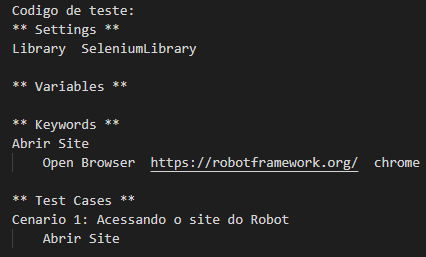 Codigo de teste:
** Settings **
Library  SeleniumLibrary
** Variables **
** Keywords **
Abrir Site
Open Browser  https://robotframework.org/  chrome
** Test Cases **
Cenario 1: Acessando o site do Robot
Abrir Site